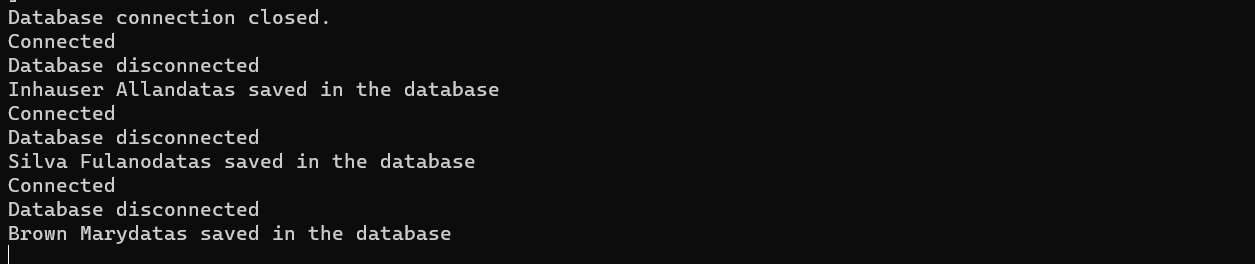 Database connection closed.
Connected
Database disconnected
Inhauser Allandatas saved in the database
Connected
Database disconnected
Silva Fulanodatas saved in the database
Connected
Database disconnected
Brown Marydatas saved in the database